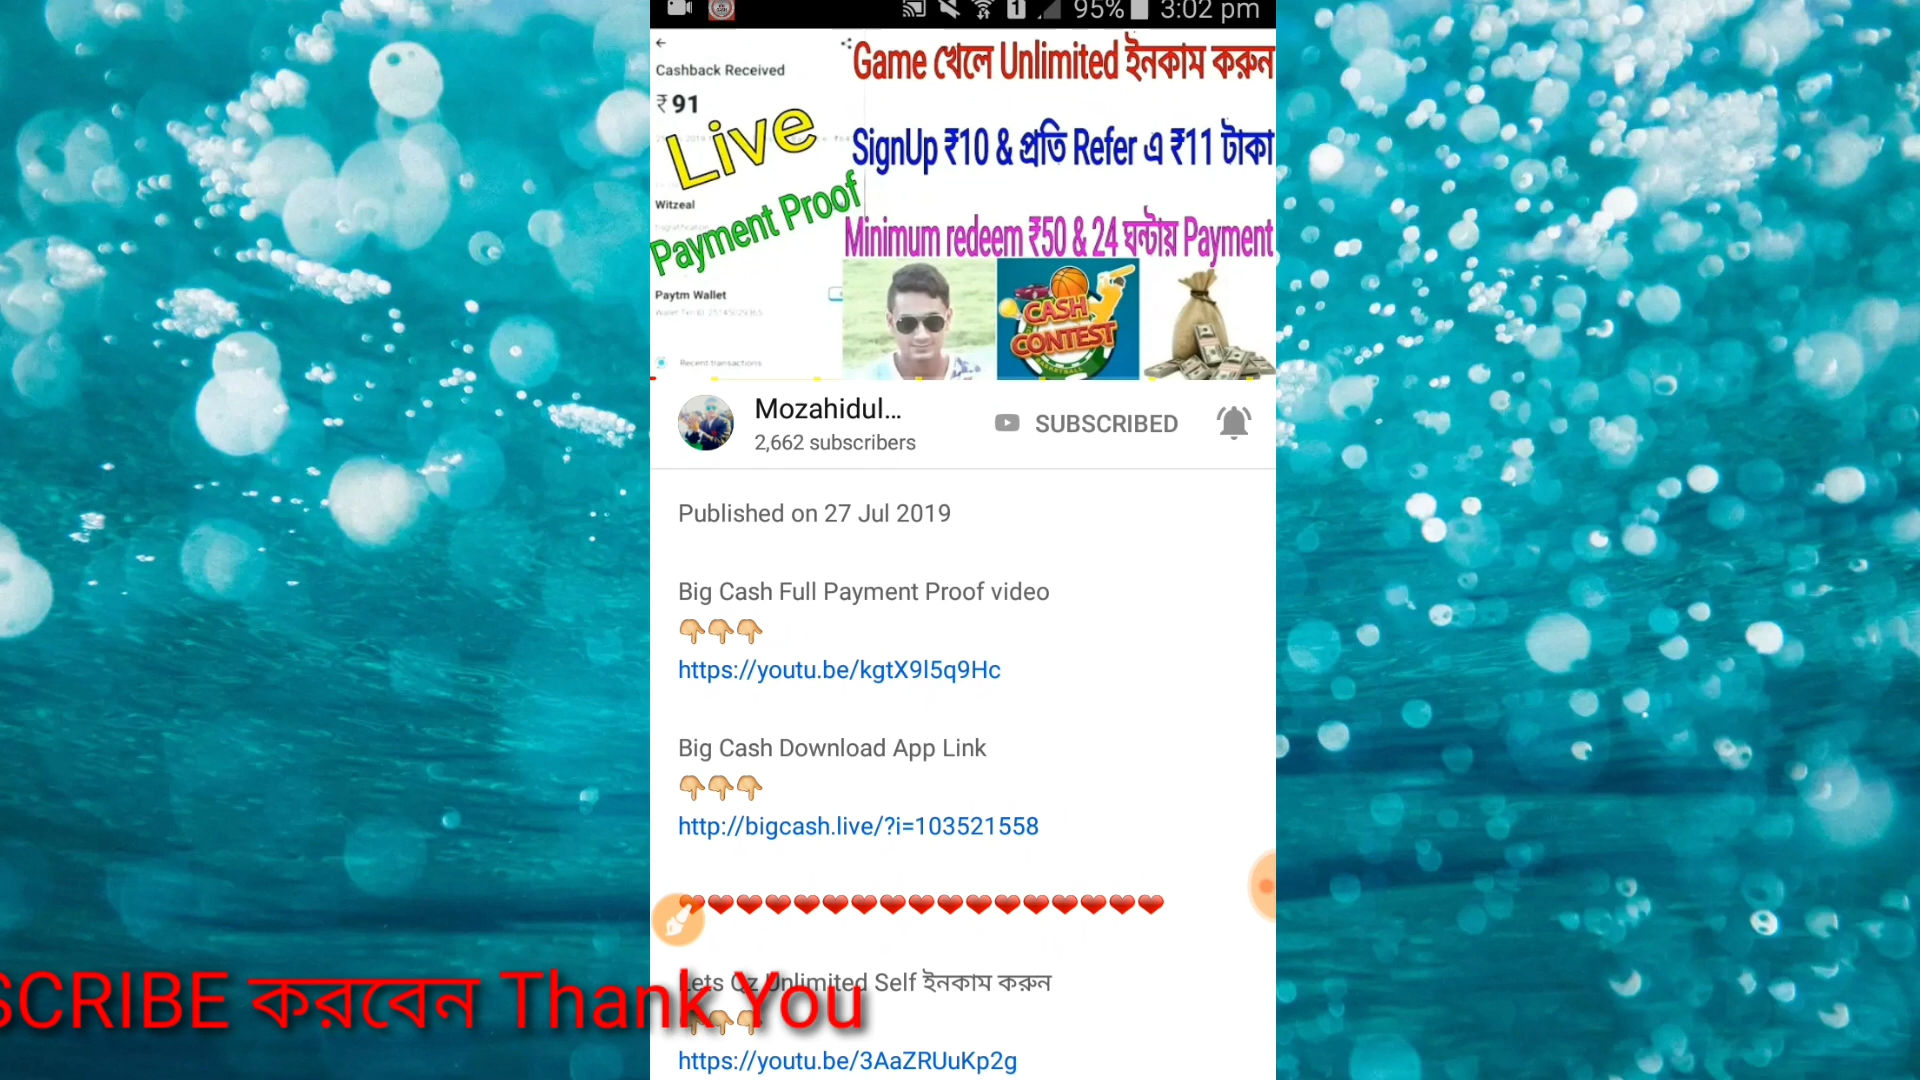 95% 3:02 pm
Cashback Received
₹91
Live
Payment Proof
Witzeal
Paytm Wallet
Recent transactions
Game খেলে Unlimited ইনকাম করুন
SignUp ₹10 & প্রতি Refer এ ₹11 টাকা
Minimum redeem ₹50 & 24 ঘন্টায় Payment
CASH
CONTEST
BASKETBALL
Mozahidul...
2,662 subscribers
SUBSCRIBED
Published on 27 Jul 2019
Big Cash Full Payment Proof video
👇👇👇
https://youtu.be/kgtX9l5q9Hc
Big Cash Download App Link
👇👇👇
http://bigcash.live/?i=103521558
❤❤❤❤❤❤❤❤❤❤❤❤❤❤❤❤❤
Lets Qz Unlimited Self ইনকাম করুন
👇👇👇
SCRIBE করবেন Thank You
https://youtu.be/3AaZRUuKp2g